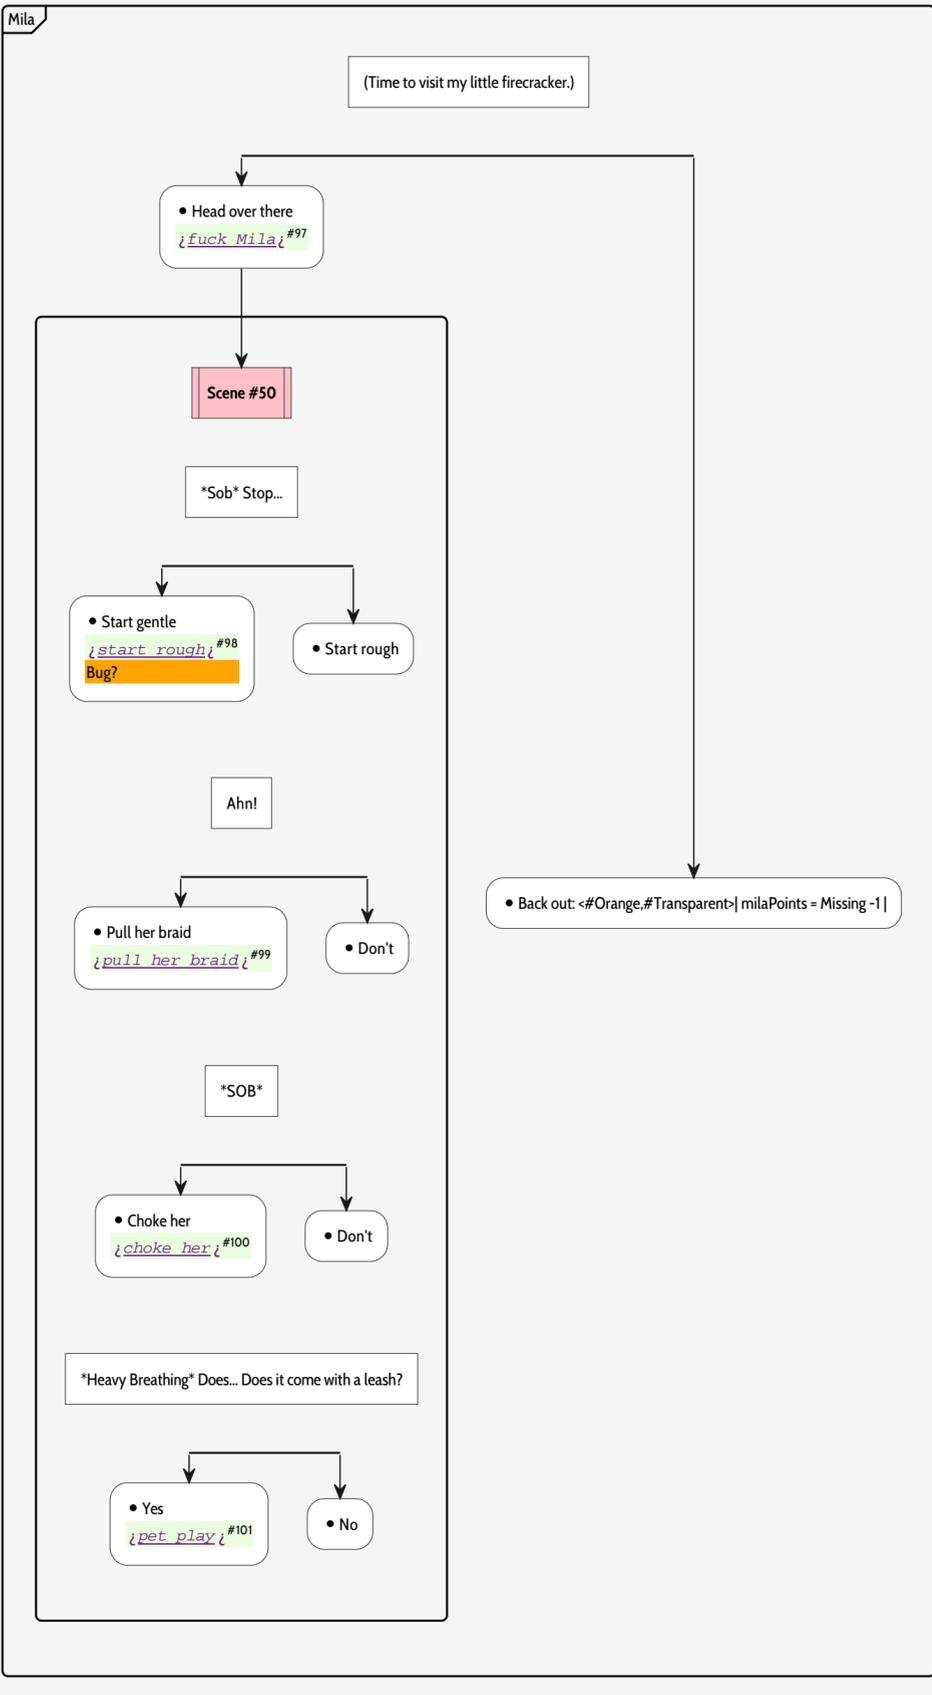 Mila
(Time to visit my little firecracker.)
• Head over there
¿fuck Mila¿#97
Scene #50
*Sob* Stop...
• Start gentle
¿start rough¿#98
Bug?
• Start rough
Ahn!
• Pull her braid
¿pull her braid¿#99
• Don't
• Back out: <#Orange,#Transparent>| milaPoints = Missing -1 |
*SOB*
• Choke her
¿choke her¿#100
• Don't
*Heavy Breathing* Does... Does it come with a leash?
• Yes
¿pet play¿#101
• No